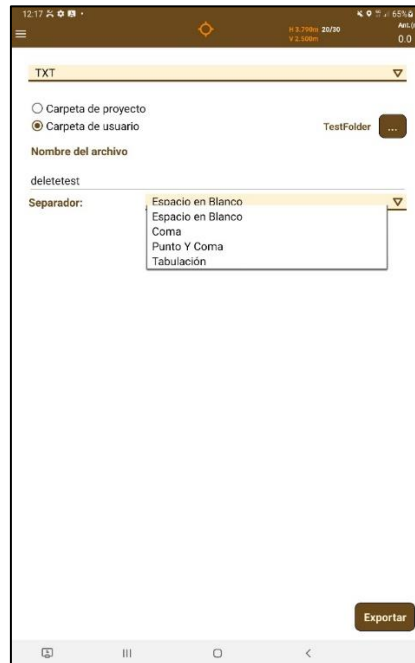 12:17
65%
H 3.790m 20/30
V 2.500m
0.0
TXT
Carpeta de proyecto
Carpeta de usuario
TestFolder ...
Nombre del archivo
deletetest
Separador: Espacio en Blanco
Espacio en Blanco
Coma
Punto Y Coma
Tabulación
Exportar